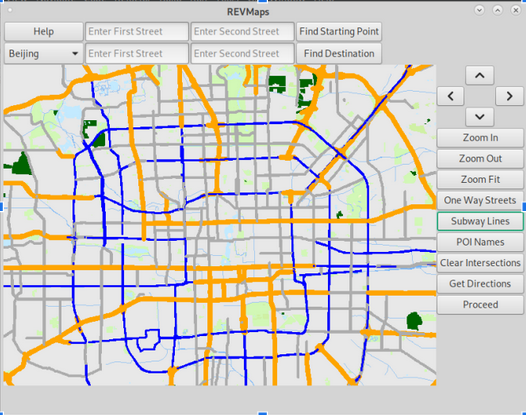 REVMaps
Help
Enter First Street
Enter Second Street
Find Starting Point
Beijing
Enter First Street
Enter Second Street
Find Destination
Zoom In
Zoom Out
Zoom Fit
One Way Streets
Subway Lines
POI Names
Clear Intersections
Get Directions
Proceed